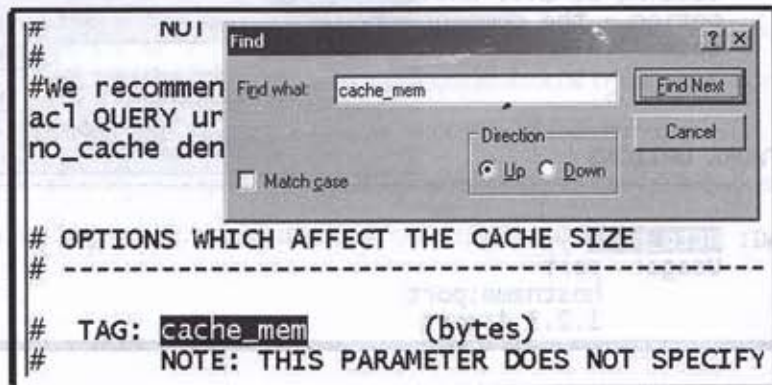 #        NOT
#
#We recommen
acl QUERY ur
no_cache den
Find
? ×
Find what: cache_mem
Find Next
Cancel
Direction
Up Down
Match case
# OPTIONS WHICH AFFECT THE CACHE SIZE
# -----------------------------------------
#  TAG: cache_mem        (bytes)
#        NOTE: THIS PARAMETER DOES NOT SPECIFY